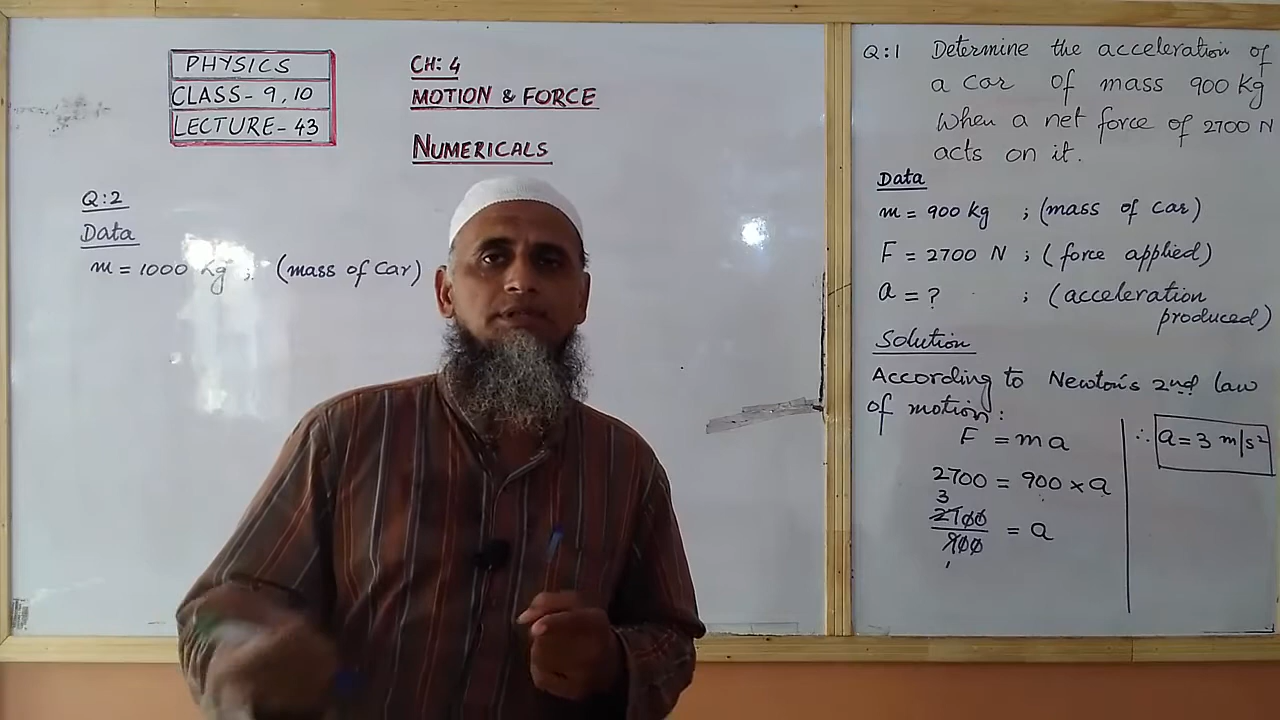 PHYSICS
CLASS- 9, 10
LECTURE- 43
CH: 4
MOTION & FORCE
NUMERICALS
Q:2
Data
m = 1000 kg ; (mass of Car)
Q:1 Determine the acceleration of
a car of mass 900 Kg
When a net force of 2700 N
acts on it.
Data
m = 900 kg ; (mass of car)
F = 2700 N ; (force applied)
a = ? ; (acceleration
produced)
Solution
According to Newton's 2nd law
of motion:
F = ma
2700 = 900 × a
3
2700
900 = a
1
∴ a = 3 m/s²